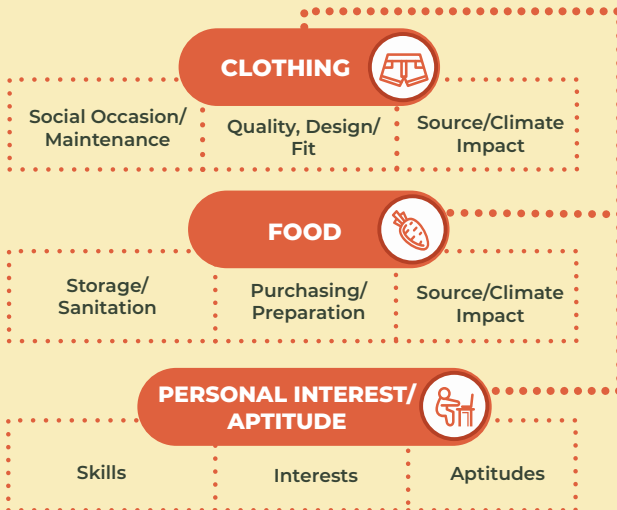 CLOTHING
Social Occasion/
Maintenance
Quality, Design/
Fit
Source/Climate
Impact
FOOD
Storage/
Sanitation
Purchasing/
Preparation
Source/Climate
Impact
PERSONAL INTEREST/
APTITUDE
Skills
Interests
Aptitudes